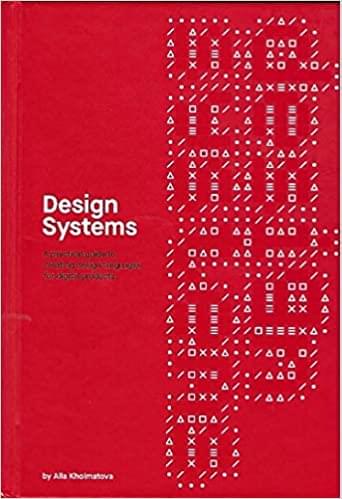 Design
Systems
A practical guide to
creating design languages
for digital products.
by Alla Kholmatova